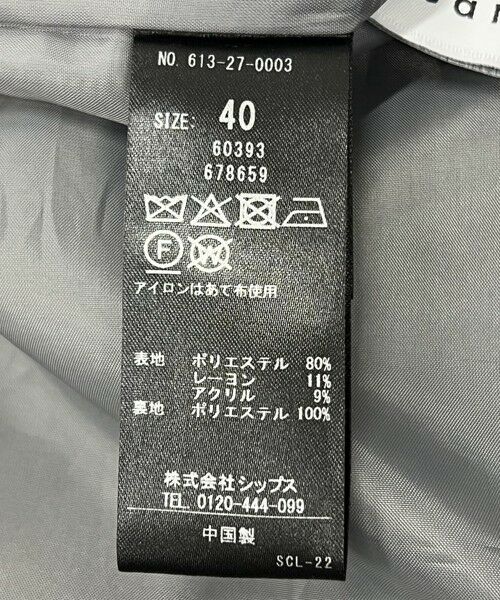 NO. 613-27-0003
SIZE: 40
60393
678659
F
W
アイロンはあて布使用
表地 ポリエステル 80%
レーヨン 11%
アクリル 9%
裏地 ポリエステル 100%
株式会社シップス
TEL. 0120-444-099
中国製
SCL-22